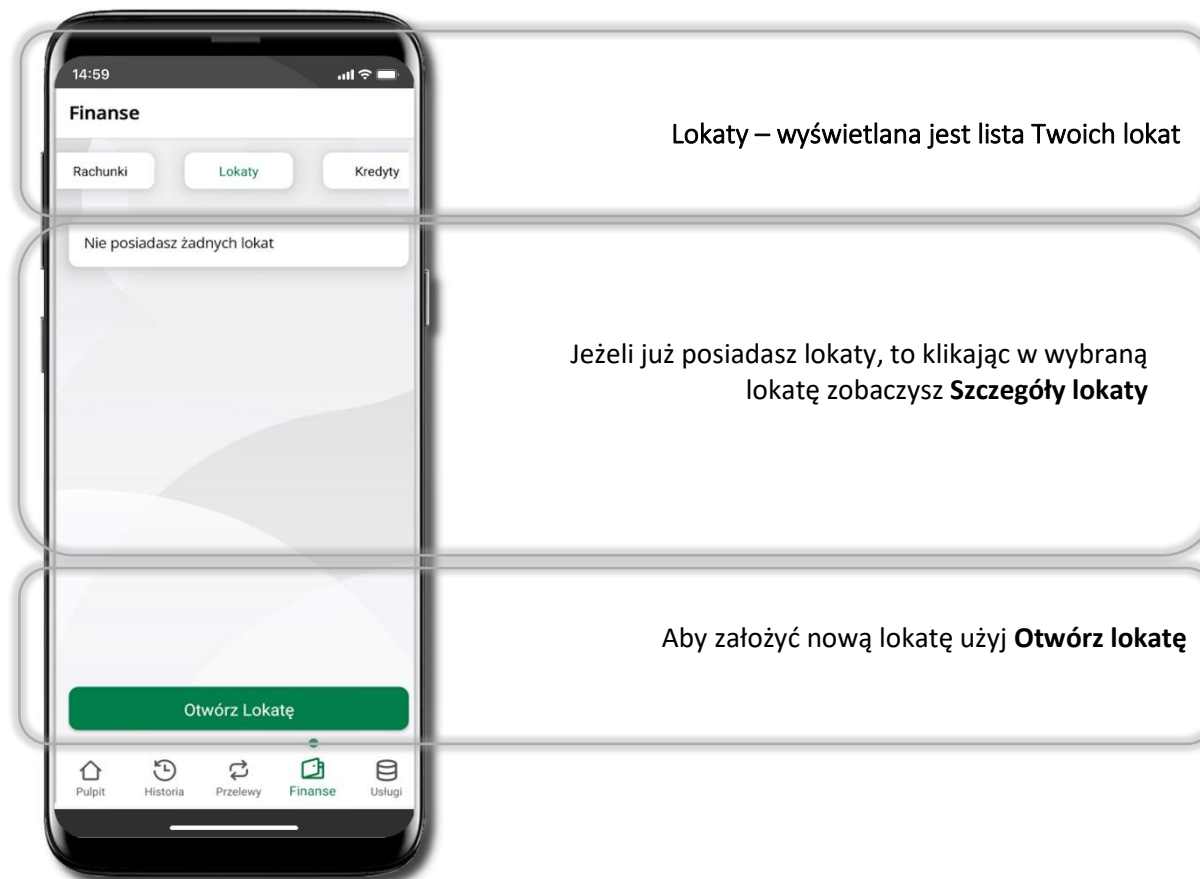 14:59
Finanse
Rachunki
Lokaty
Kredyty
Nie posiadasz żadnych lokat
Otwórz Lokatę
Pulpit
Historia
Przelewy
Finanse
Usługi
Lokaty – wyświetlana jest lista Twoich lokat
Jeżeli już posiadasz lokaty, to klikając w wybraną
lokatę zobaczysz Szczegóły lokaty
Aby założyć nową lokatę użyj Otwórz lokatę